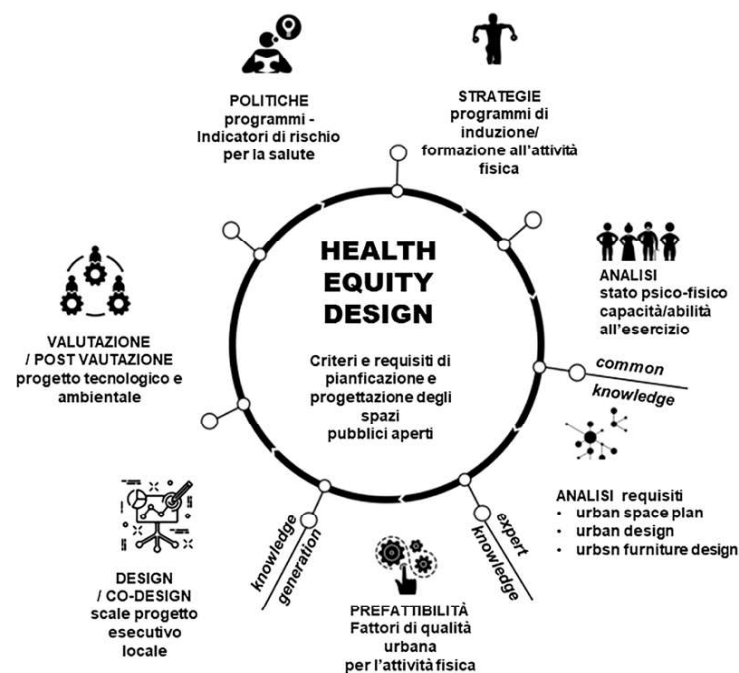 POLITICHE
programmi -
Indicatori di rischio
per la salute
STRATEGIE
programmi di
induzione/
formazione all'attività
fisica
ANALISI
stato psico-fisico
capacità/abilità
all'esercizio
common
knowledge
ANALISI requisiti
• urban space plan
• urban design
• urbsn furniture design
expert
knowledge
PREFATTIBILITÀ
Fattori di qualità
urbana
per l'attività fisica
knowledge
generation
DESIGN
/ CO-DESIGN
scale progetto
esecutivo
locale
VALUTAZIONE
/ POST VAUTAZIONE
progetto tecnologico e
ambientale
HEALTH
EQUITY
DESIGN
Criteri e requisiti di
pianficazione e
progettazione degli
spazi
pubblici aperti